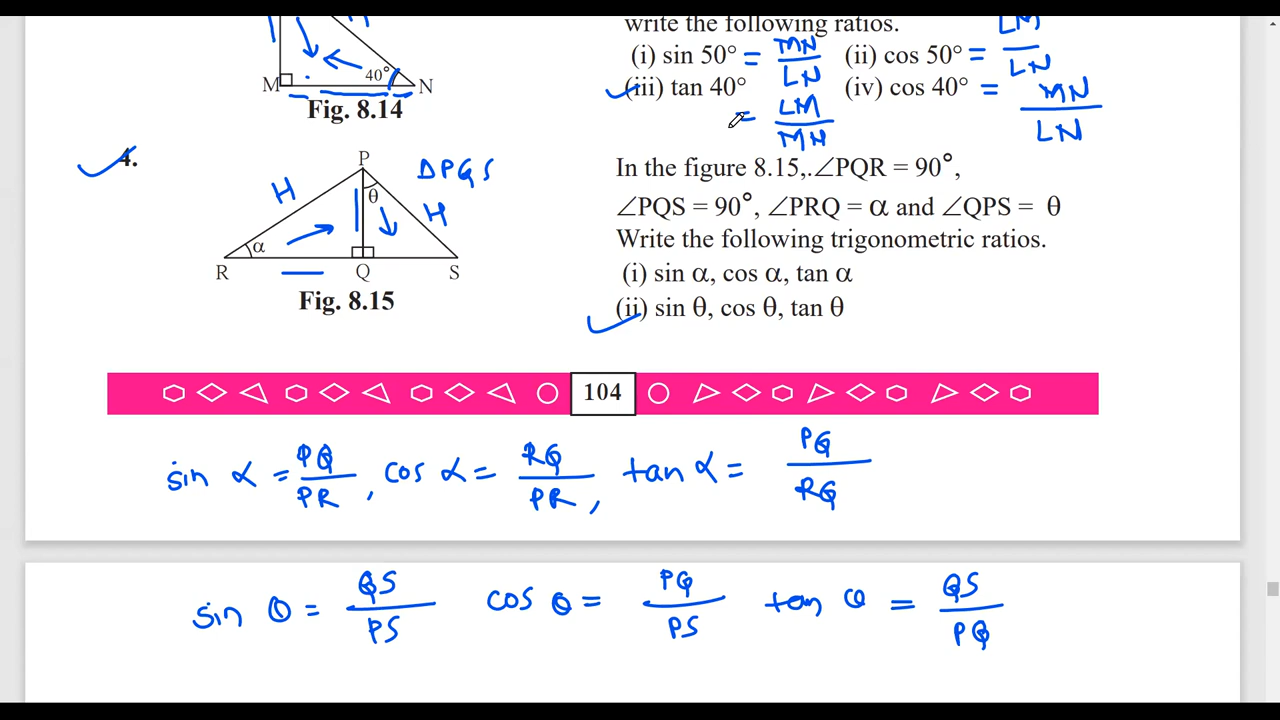 write the following ratios.
(i) sin 50° = MN/LN (ii) cos 50° = LM/LN
(iii) tan 40° = LM/MN (iv) cos 40° = MN/LN
M 40° N
Fig. 8.14
4.
P ΔPQS
H θ H
α
R Q S
Fig. 8.15
In the figure 8.15,.∠PQR = 90°,
∠PQS = 90°, ∠PRQ = α and ∠QPS = θ
Write the following trigonometric ratios.
(i) sin α, cos α, tan α
(ii) sin θ, cos θ, tan θ
104
sin α = PQ/PR, cos α = RQ/PR, tan α = PQ/RQ
sin θ = QS/PS cos θ = PQ/PS tan θ = QS/PQ